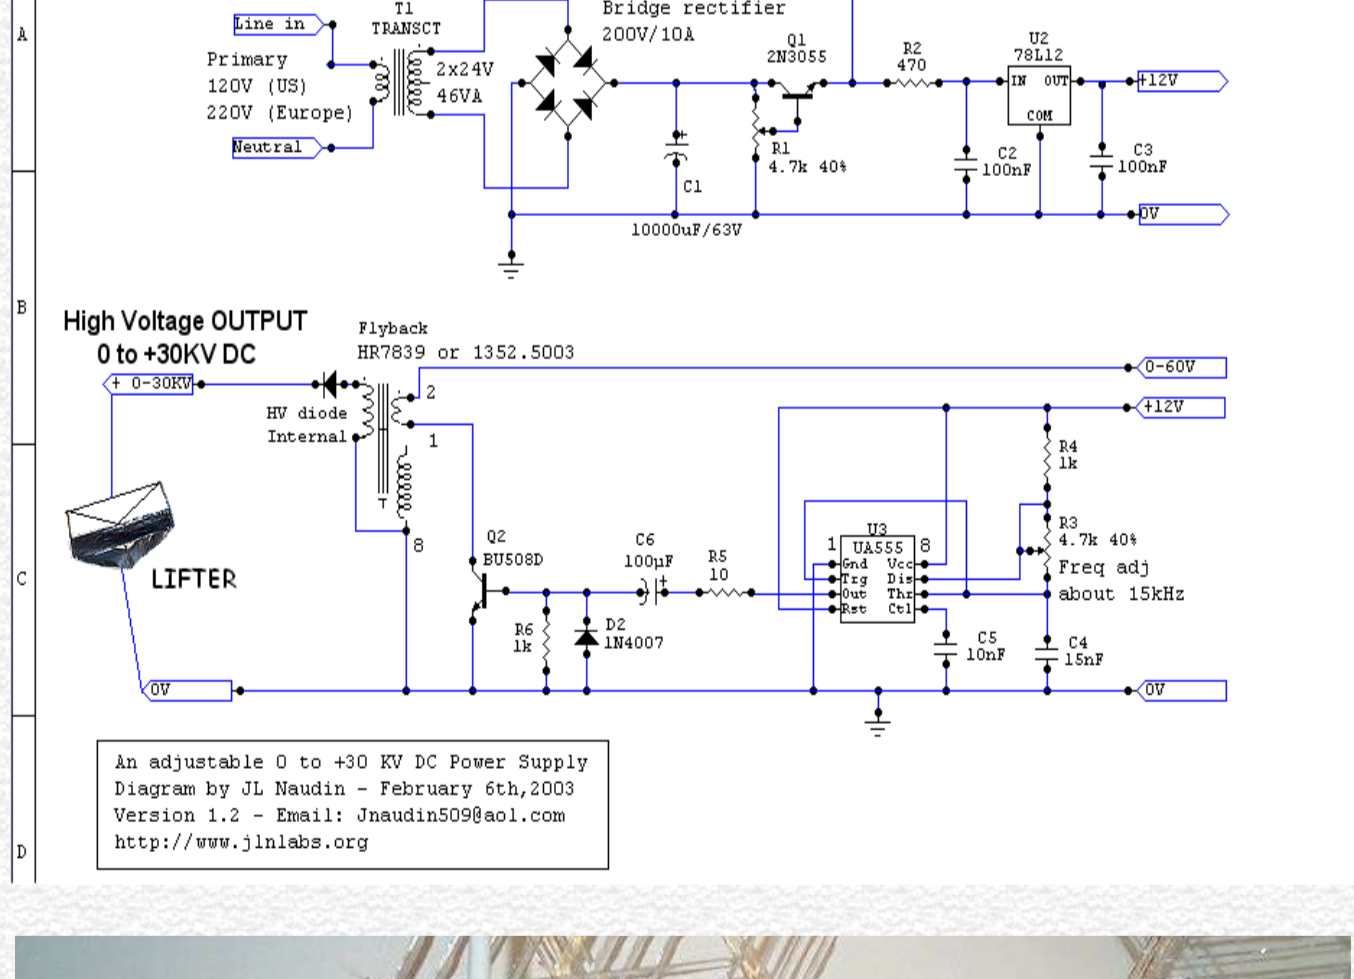 A
Line in
T1
TRANSCT
Bridge rectifier
200V/10A
Primary
120V (US)
220V (Europe)
2x24V
46VA
Neutral
Q1
2N3055
R2
470
U2
78L12
IN OUT
COM
+12V
R1
4.7k 40%
C1
10000uF/63V
C2
100nF
C3
100nF
0V
B
High Voltage OUTPUT
0 to +30KV DC
Flyback
HR7839 or 1352.5003
+ 0-30KV
HV diode
Internal
2
1
8
T
0-60V
+12V
R4
1k
R3
4.7k 40%
Freq adj
about 15kHz
C
LIFTER
Q2
BU508D
C6
100µF
+
R5
10
U3
1 UA555 8
Gnd Vcc
Trg Dis
Out Thr
Rst Ctl
R6
1k
D2
1N4007
C5
10nF
C4
15nF
0V
0V
An adjustable 0 to +30 KV DC Power Supply
Diagram by JL Naudin - February 6th,2003
Version 1.2 - Email: Jnaudin509@aol.com
http://www.jlnlabs.org
D